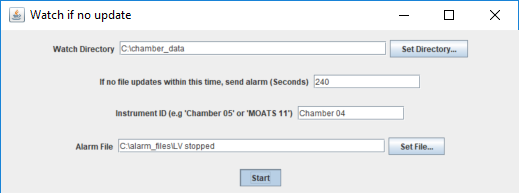 Watch if no update
Watch Directory C:\chamber_data Set Directory...
If no file updates within this time, send alarm (Seconds) 240
Instrument ID (e.g 'Chamber 05' or 'MOATS 11') Chamber 04
Alarm File C:\alarm_files\LV stopped Set File...
Start